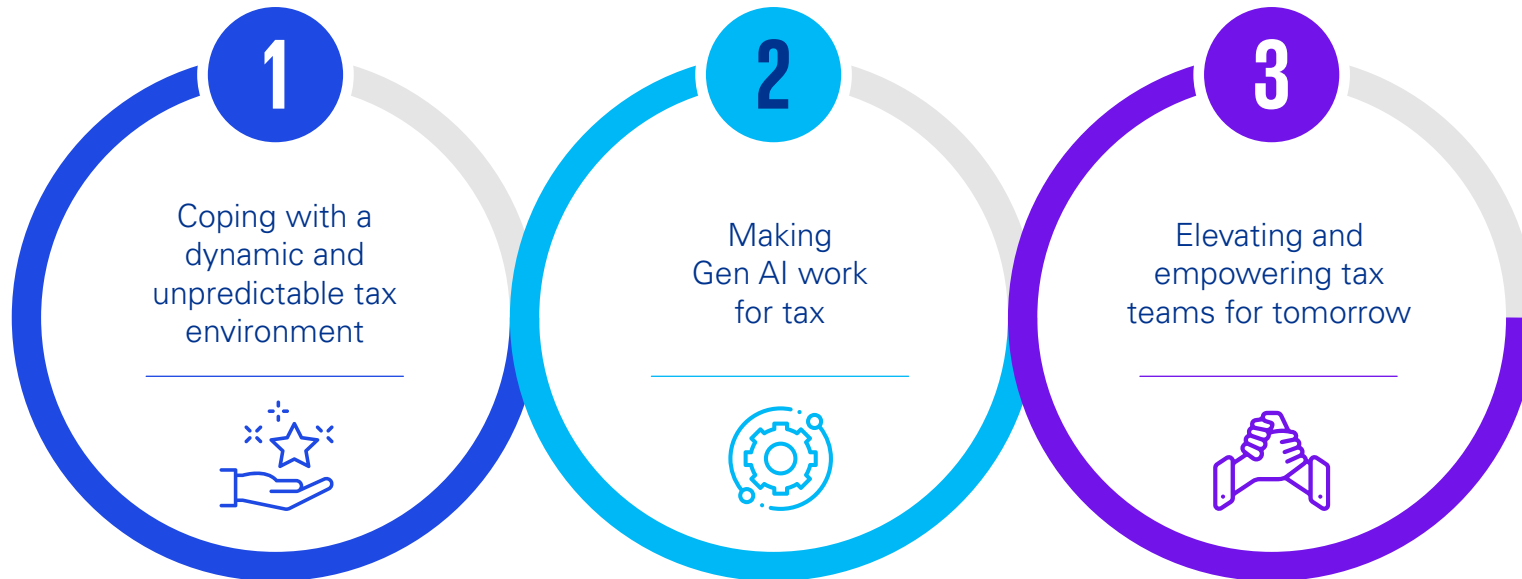 1
Coping with a
dynamic and
unpredictable tax
environment
2
Making
Gen AI work
for tax
3
Elevating and
empowering tax
teams for tomorrow